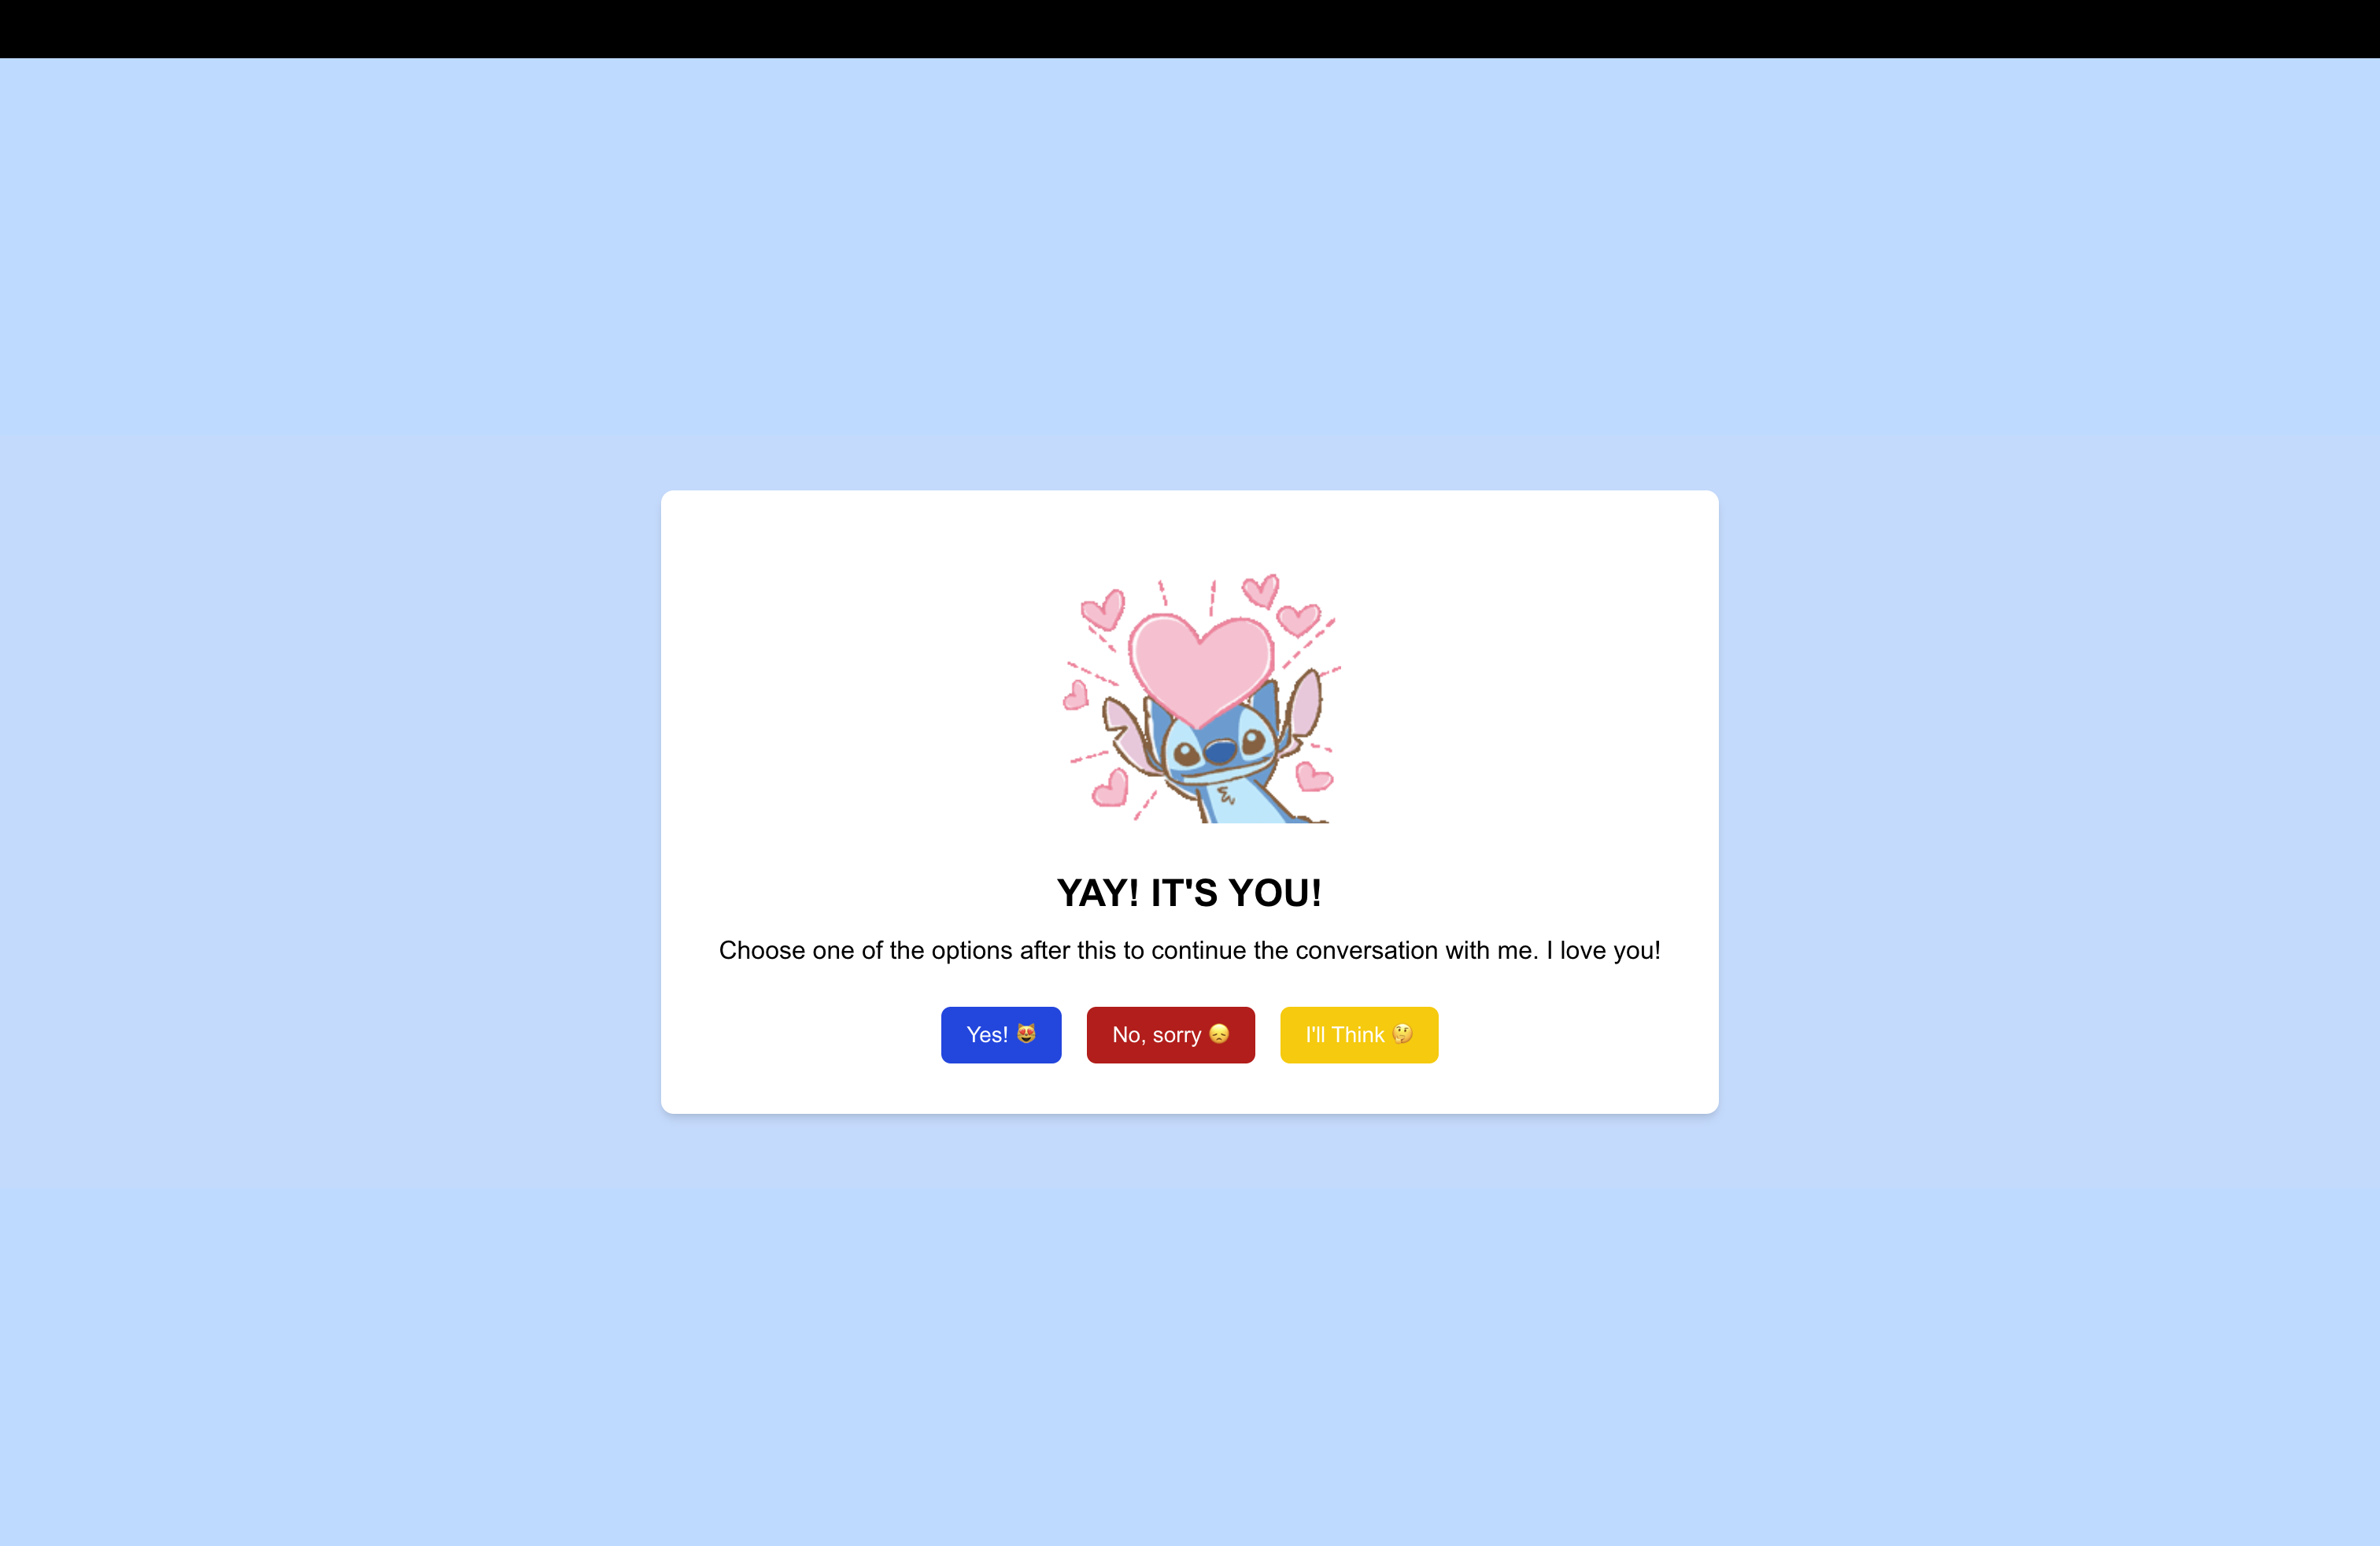 YAY! IT'S YOU!
Choose one of the options after this to continue the conversation with me. I love you!
Yes! 😻
No, sorry 😞
I'll Think 🤔